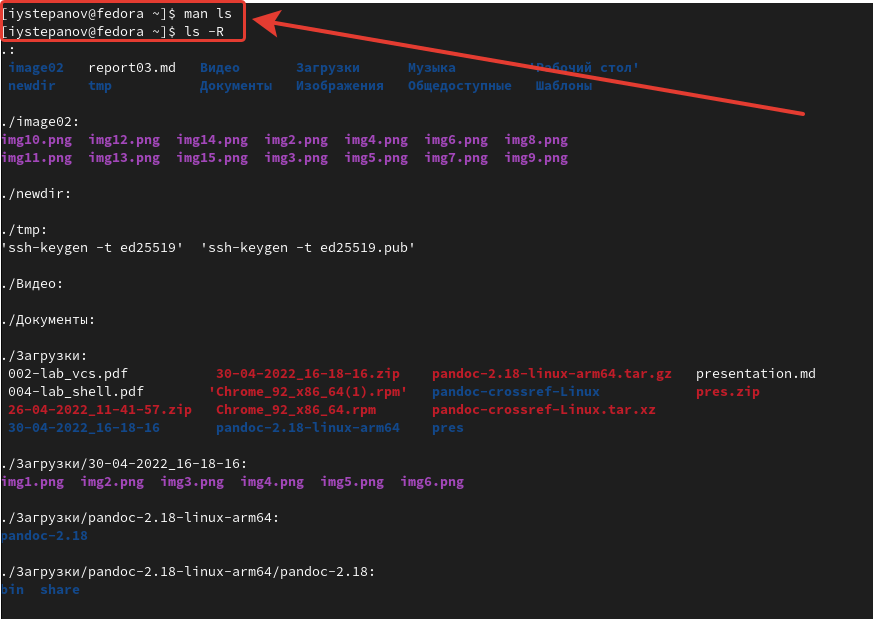 [iystepanov@fedora ~]$ man ls
[iystepanov@fedora ~]$ ls -R
.:
image02 report03.md Видео Загрузки Музыка 'Рабочий стол'
newdir tmp Документы Изображения Общедоступные Шаблоны
./image02:
img10.png img12.png img14.png img2.png img4.png img6.png img8.png
img11.png img13.png img15.png img3.png img5.png img7.png img9.png
./newdir:
./tmp:
'ssh-keygen -t ed25519' 'ssh-keygen -t ed25519.pub'
./Видео:
./Документы:
./Загрузки:
002-lab_vcs.pdf 30-04-2022_16-18-16.zip pandoc-2.18-linux-arm64.tar.gz presentation.md
004-lab_shell.pdf 'Chrome_92_x86_64(1).rpm' pandoc-crossref-Linux pres.zip
26-04-2022_11-41-57.zip Chrome_92_x86_64.rpm pandoc-crossref-Linux.tar.xz
30-04-2022_16-18-16 pandoc-2.18-linux-arm64 pres
./Загрузки/30-04-2022_16-18-16:
img1.png img2.png img3.png img4.png img5.png img6.png
./Загрузки/pandoc-2.18-linux-arm64:
pandoc-2.18
./Загрузки/pandoc-2.18-linux-arm64/pandoc-2.18:
bin share